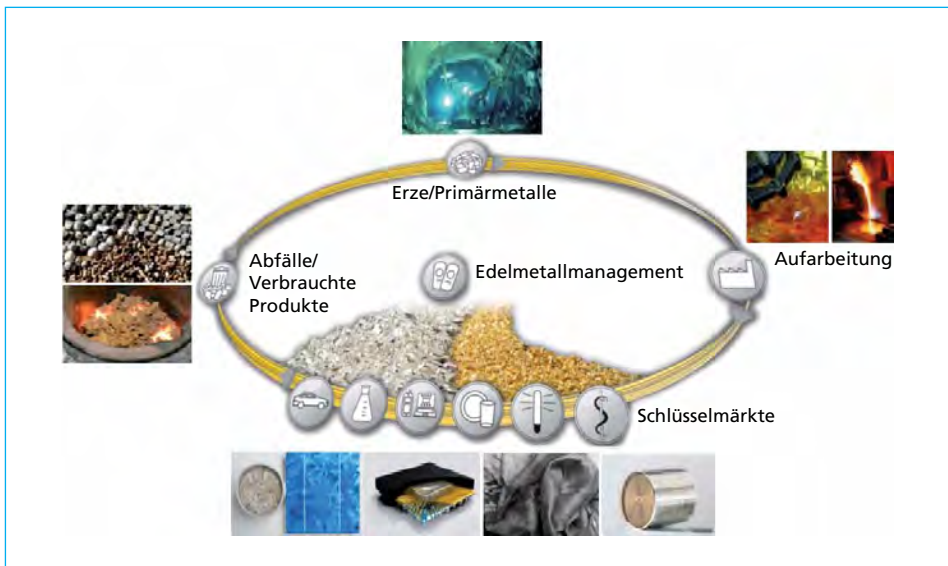 Erze/Primärmetalle
Aufarbeitung
Abfälle/
Verbrauchte
Produkte
Edelmetallmanagement
Schlüsselmärkte